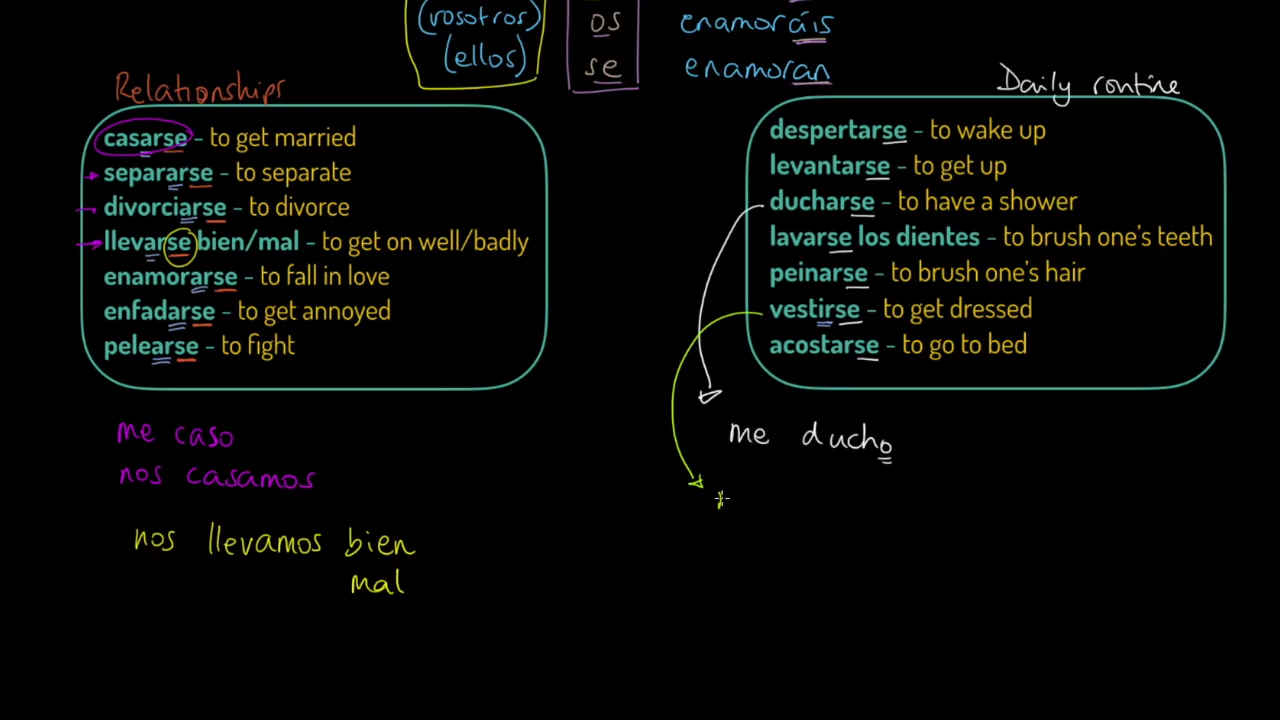 (vosotros) os enamoráis
(ellos) se enamoran
Relationships
casarse - to get married
separarse - to separate
divorciarse - to divorce
llevarse bien/mal - to get on well/badly
enamorarse - to fall in love
enfadarse - to get annoyed
pelearse - to fight
me caso
nos casamos
nos llevamos bien
mal
Daily routine
despertarse - to wake up
levantarse - to get up
ducharse - to have a shower
lavarse los dientes - to brush one's teeth
peinarse - to brush one's hair
vestirse - to get dressed
acostarse - to go to bed
me ducho